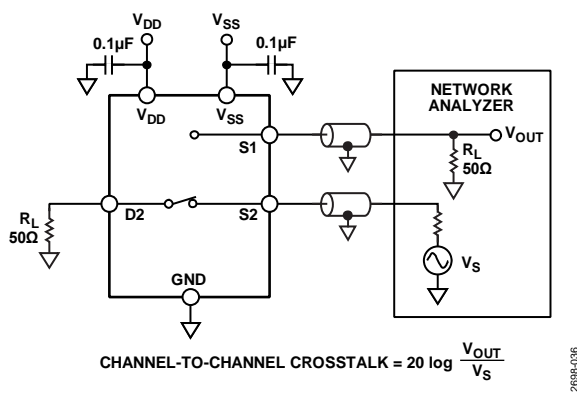 VDD
VSS
0.1µF
0.1µF
VDD
VSS
NETWORK
ANALYZER
S1
VOUT
RL
50Ω
D2
S2
RL
50Ω
VS
GND
CHANNEL-TO-CHANNEL CROSSTALK = 20 log VOUT
VS
2698-036